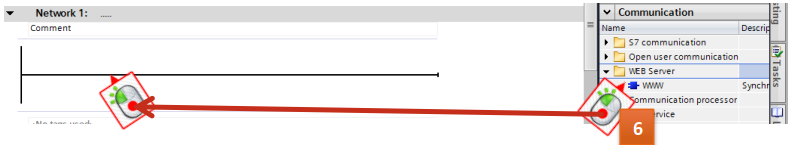 Network 1: .....
Comment
No tags used
Communication
Name Descrip
S7 communication
Open user communication
WEB Server
WWW Synchr
ommunication processor
ervice
6
sting
Tasks